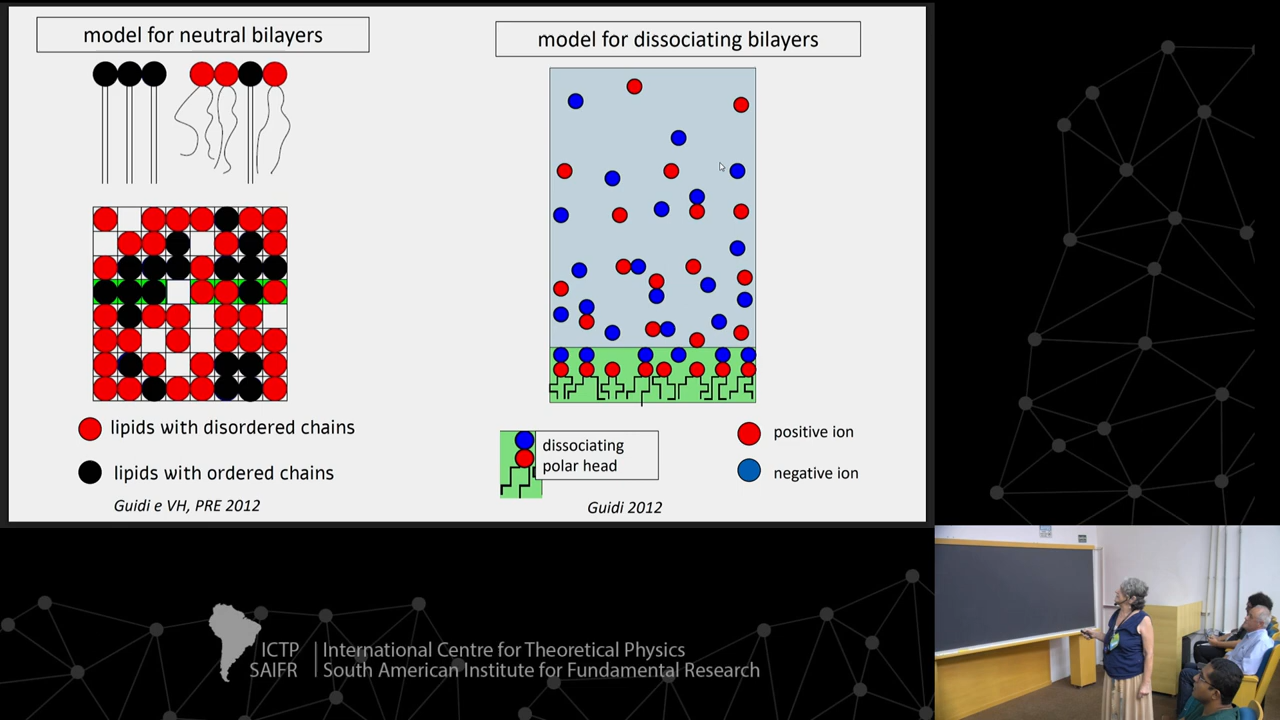 model for neutral bilayers
lipids with disordered chains
lipids with ordered chains
Guidi e VH, PRE 2012
model for dissociating bilayers
dissociating
polar head
positive ion
negative ion
Guidi 2012
ICTP
SAIFR
International Centre for Theoretical Physics
South American Institute for Fundamental Research